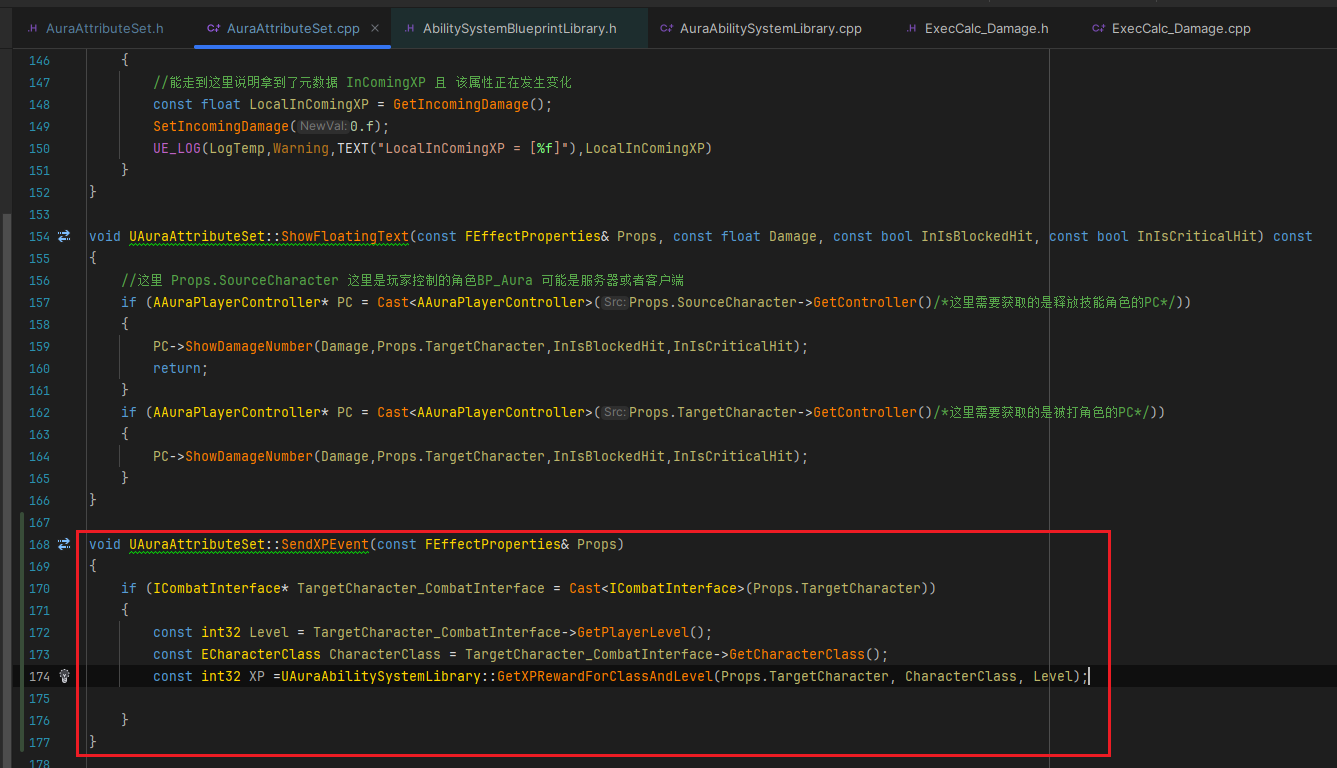 AuraAttributeSet.h AuraAttributeSet.cpp AbilitySystemBlueprintLibrary.h AuraAbilitySystemLibrary.cpp ExecCalc_Damage.h ExecCalc_Damage.cpp
146 {
147 //能走到这里说明拿到了元数据 InComingXP 且 该属性正在发生变化
148 const float LocalInComingXP = GetIncomingDamage();
149 SetIncomingDamage(NewVal:0.f);
150 UE_LOG(LogTemp,Warning,TEXT("LocalInComingXP = [%f]"),LocalInComingXP)
151 }
152 }
153
154 void UAuraAttributeSet::ShowFloatingText(const FEffectProperties& Props, const float Damage, const bool InIsBlockedHit, const bool InIsCriticalHit) const
155 {
156 //这里 Props.SourceCharacter 这里是玩家控制的角色BP_Aura 可能是服务器或者客户端
157 if (AAuraPlayerController* PC = Cast<AAuraPlayerController>(Src:Props.SourceCharacter->GetController()/*这里需要获取的是释放技能角色的PC*/))
158 {
159 PC->ShowDamageNumber(Damage,Props.TargetCharacter,InIsBlockedHit,InIsCriticalHit);
160 return;
161 }
162 if (AAuraPlayerController* PC = Cast<AAuraPlayerController>(Src:Props.TargetCharacter->GetController()/*这里需要获取的是被打角色的PC*/))
163 {
164 PC->ShowDamageNumber(Damage,Props.TargetCharacter,InIsBlockedHit,InIsCriticalHit);
165 }
166 }
167
168 void UAuraAttributeSet::SendXPEvent(const FEffectProperties& Props)
169 {
170 if (ICombatInterface* TargetCharacter_CombatInterface = Cast<ICombatInterface>(Props.TargetCharacter))
171 {
172 const int32 Level = TargetCharacter_CombatInterface->GetPlayerLevel();
173 const ECharacterClass CharacterClass = TargetCharacter_CombatInterface->GetCharacterClass();
174 const int32 XP =UAuraAbilitySystemLibrary::GetXPRewardForClassAndLevel(Props.TargetCharacter, CharacterClass, Level);
175
176 }
177 }
178